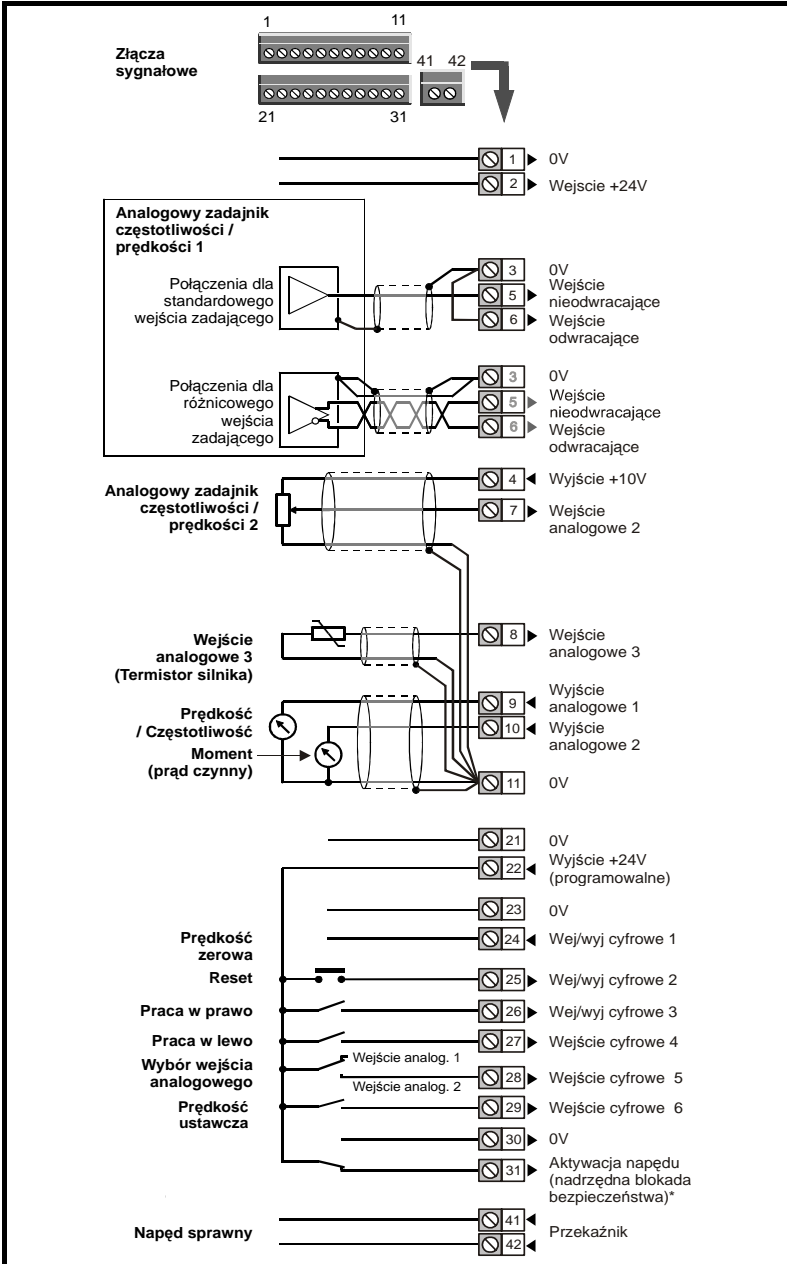 1 11
Złącza
sygnałowe
41 42
21 31
1 0V
2 Wejscie +24V
Analogowy zadajnik
częstotliwości /
prędkości 1
Połączenia dla
standardowego
wejścia zadającego
3 0V
5 Wejście
nieodwracające
6 Wejście
odwracające
Połączenia dla
różnicowego
wejścia
zadającego
3 0V
5 Wejście
nieodwracające
6 Wejście
odwracające
Analogowy zadajnik
częstotliwości /
prędkości 2
4 Wyjście +10V
7 Wejście
analogowe 2
Wejście
analogowe 3
(Termistor silnika)
8 Wejście
analogowe 3
Prędkość
/ Częstotliwość
Moment
(prąd czynny)
9 Wyjście
analogowe 1
10 Wyjście
analogowe 2
11 0V
21 0V
22 Wyjście +24V
(programowalne)
23 0V
Prędkość
zerowa
24 Wej/wyj cyfrowe 1
Reset
25 Wej/wyj cyfrowe 2
Praca w prawo
26 Wej/wyj cyfrowe 3
Praca w lewo
27 Wejście cyfrowe 4
Wybór wejścia
analogowego
Wejście analog. 1
Wejście analog. 2
28 Wejście cyfrowe 5
Prędkość
ustawcza
29 Wejście cyfrowe 6
30 0V
31 Aktywacja napędu
(nadrzędna blokada
bezpieczeństwa)*
Napęd sprawny
41
42
Przekaźnik